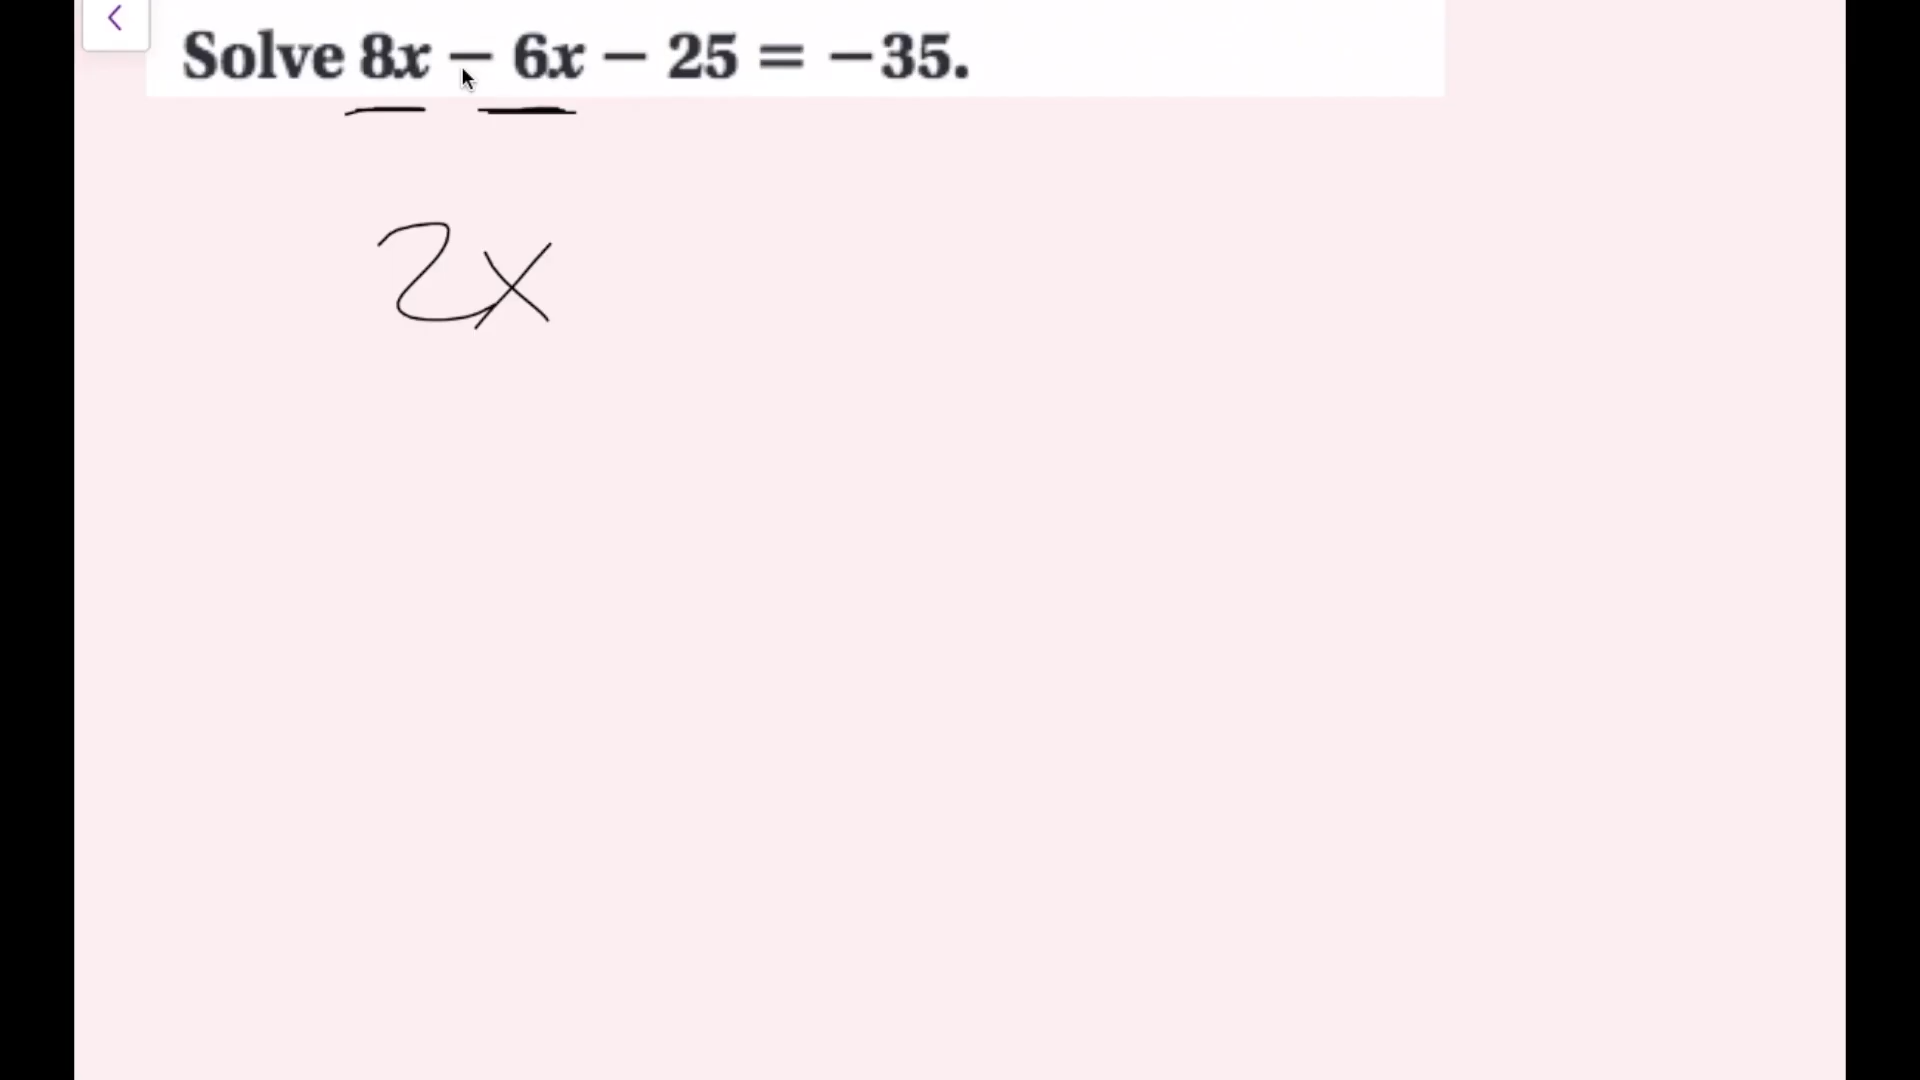 Solve 8x − 6x − 25 = −35.
2x